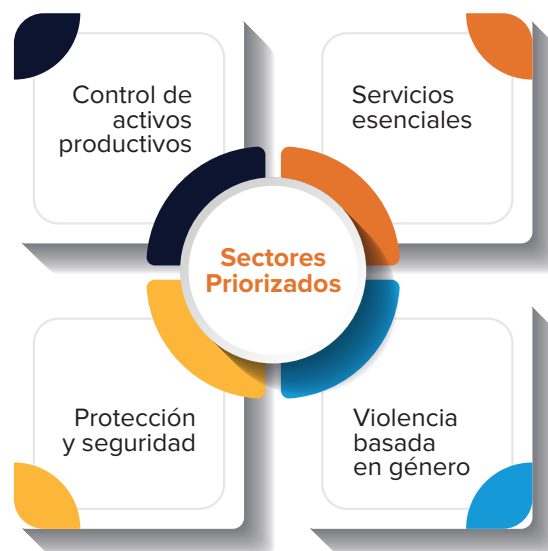 Control de
activos
productivos
Servicios
esenciales
Sectores
Priorizados
Protección
y seguridad
Violencia
basada
en género